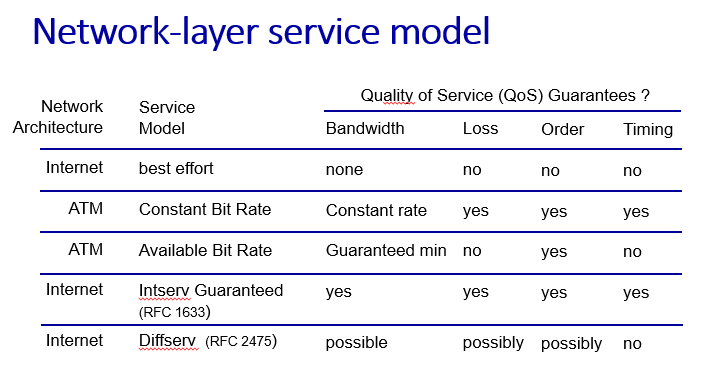 Network-layer service model
Quality of Service (QoS) Guarantees ?
Network Architecture Service Model Bandwidth Loss Order Timing
Internet best effort none no no no
ATM Constant Bit Rate Constant rate yes yes yes
ATM Available Bit Rate Guaranteed min no yes no
Internet Intserv Guaranteed (RFC 1633) yes yes yes yes
Internet Diffserv (RFC 2475) possible possibly possibly no